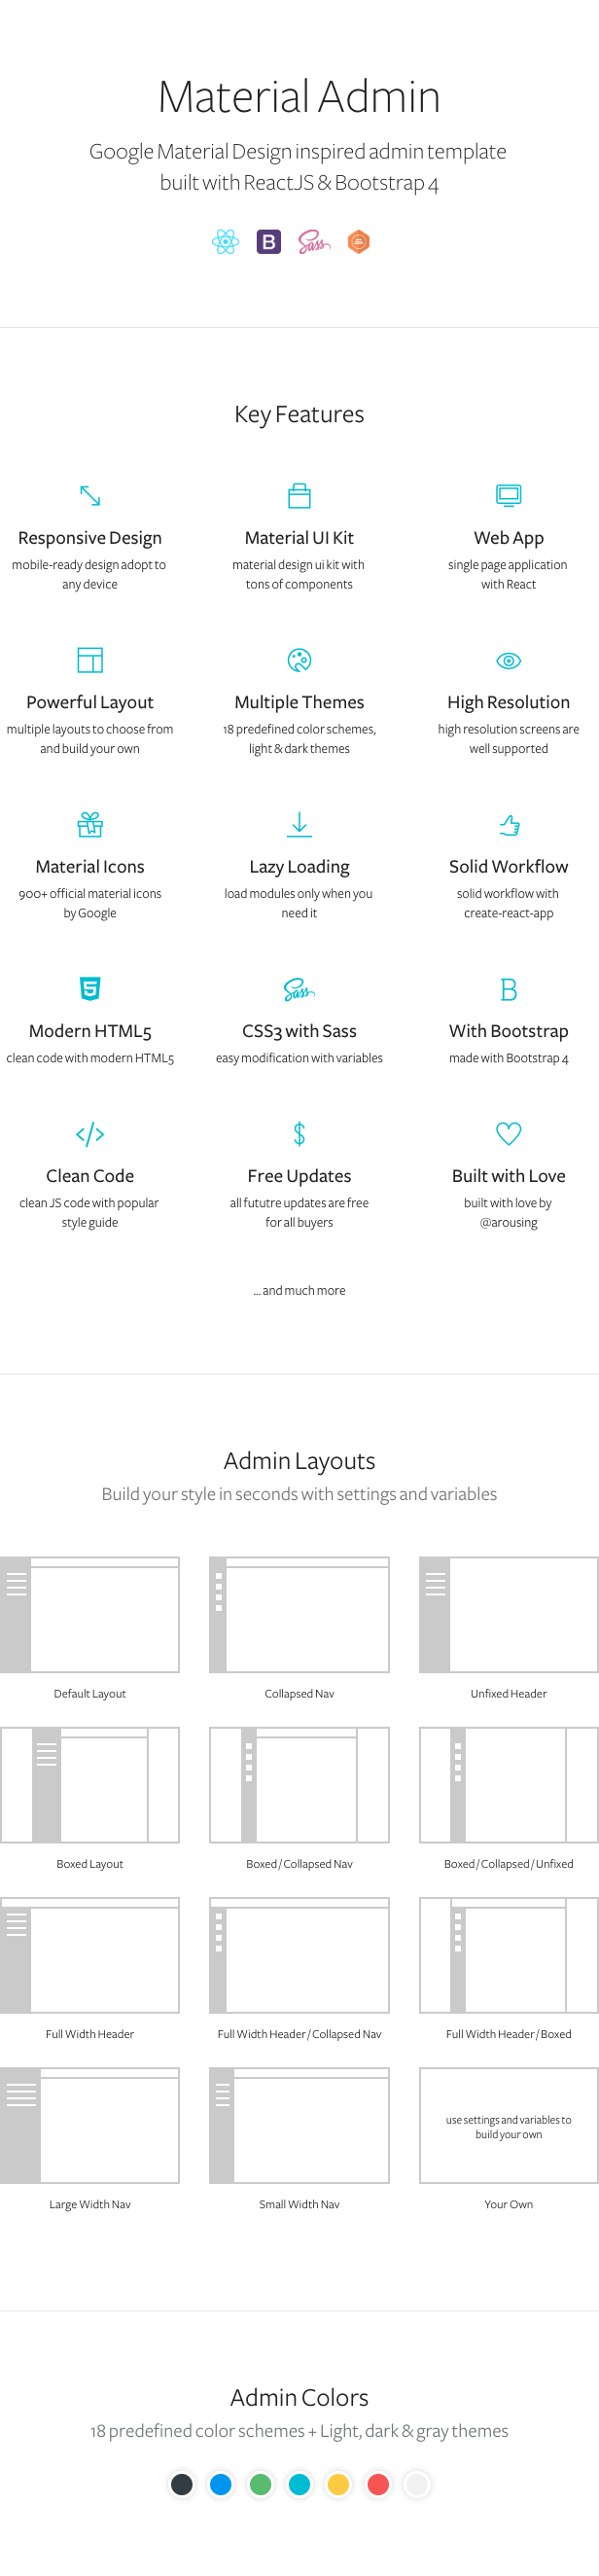 Material Admin
Google Material Design inspired admin template
built with ReactJS & Bootstrap 4
B
Sass
Key Features
Responsive Design
mobile-ready design adopt to
any device
Material UI Kit
material design ui kit with
tons of components
Web App
single page application
with React
Powerful Layout
multiple layouts to choose from
and build your own
Multiple Themes
18 predefined color schemes,
light & dark themes
High Resolution
high resolution screens are
well supported
Material Icons
900+ official material icons
by Google
Lazy Loading
load modules only when you
need it
Solid Workflow
solid workflow with
create-react-app
5
Modern HTML5
clean code with modern HTML5
Sass
CSS3 with Sass
easy modification with variables
B
With Bootstrap
made with Bootstrap 4
</>
Clean Code
clean JS code with popular
style guide
$
Free Updates
all fututre updates are free
for all buyers
Built with Love
built with love by
@arousing
... and much more
Admin Layouts
Build your style in seconds with settings and variables
Default Layout
Collapsed Nav
Unfixed Header
Boxed Layout
Boxed / Collapsed Nav
Boxed / Collapsed / Unfixed
Full Width Header
Full Width Header / Collapsed Nav
Full Width Header / Boxed
Large Width Nav
Small Width Nav
use settings and variables to
build your own
Your Own
Admin Colors
18 predefined color schemes + Light, dark & gray themes